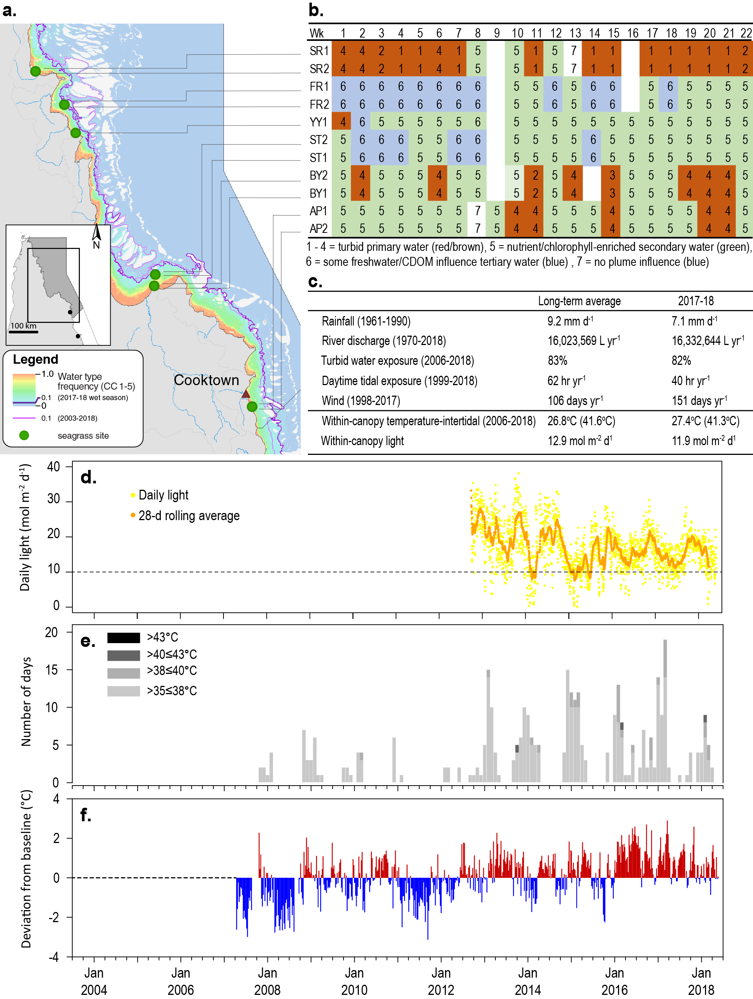 a.
N
100 km
Legend
1.0
Water type
frequency (CC 1-5)
0.1 (2017-18 wet season)
0
0.1 (2003-2018)
seagrass site
Cooktown
b.
Wk 1 2 3 4 5 6 7 8 9 10 11 12 13 14 15 16 17 18 19 20 21 22
SR1 4 4 2 1 1 4 1 5 5 1 5 7 1 1 1 1 1 1 1 2
SR2 4 4 2 1 1 4 1 5 5 1 5 7 1 1 1 1 1 1 1 2
FR1 6 6 6 6 6 6 6 6 5 5 6 5 6 6 5 6 5 5 5 5
FR2 6 6 6 6 6 6 6 6 5 5 6 5 6 6 5 6 5 5 5 5
YY1 4 6 5 5 5 5 5 6 5 5 5 5 5 5 5 5 5 5 5 5 5
ST2 5 6 6 6 5 5 6 6 5 5 5 5 6 5 5 5 5 5 5 5 5
ST1 5 6 6 6 5 5 6 6 5 5 5 5 6 5 5 5 5 5 5 5 5
BY2 5 4 5 5 5 4 5 5 5 2 5 4 3 5 5 5 4 4 4 5
BY1 5 4 5 5 5 4 5 5 5 2 5 4 3 5 5 5 4 4 4 5
AP1 5 5 5 5 5 5 5 7 5 4 4 5 5 5 4 5 5 5 5 4 4 5
AP2 5 5 5 5 5 5 5 7 5 4 4 5 5 5 4 5 5 5 5 4 4 5
1 - 4 = turbid primary water (red/brown), 5 = nutrient/chlorophyll-enriched secondary water (green),
6 = some freshwater/CDOM influence tertiary water (blue) , 7 = no plume influence (blue)
c.
Long-term average 2017-18
Rainfall (1961-1990) 9.2 mm d-1 7.1 mm d-1
River discharge (1970-2018) 16,023,569 L yr-1 16,332,644 L yr-1
Turbid water exposure (2006-2018) 83% 82%
Daytime tidal exposure (1999-2018) 62 hr yr-1 40 hr yr-1
Wind (1998-2017) 106 days yr-1 151 days yr-1
Within-canopy temperature-intertidal (2006-2018) 26.8ºC (41.6ºC) 27.4ºC (41.3ºC)
Within-canopy light 12.9 mol m-2 d1 11.9 mol m-2 d1
d.
Daily light (mol m-2 d-1)
40
30
20
10
0
Daily light
28-d rolling average
e.
Number of days
20
15
10
5
0
>43°C
>40≤43°C
>38≤40°C
>35≤38°C
f.
Deviation from baseline (°C)
4
2
0
-2
-4
Jan Jan Jan Jan Jan Jan Jan Jan
2004 2006 2008 2010 2012 2014 2016 2018